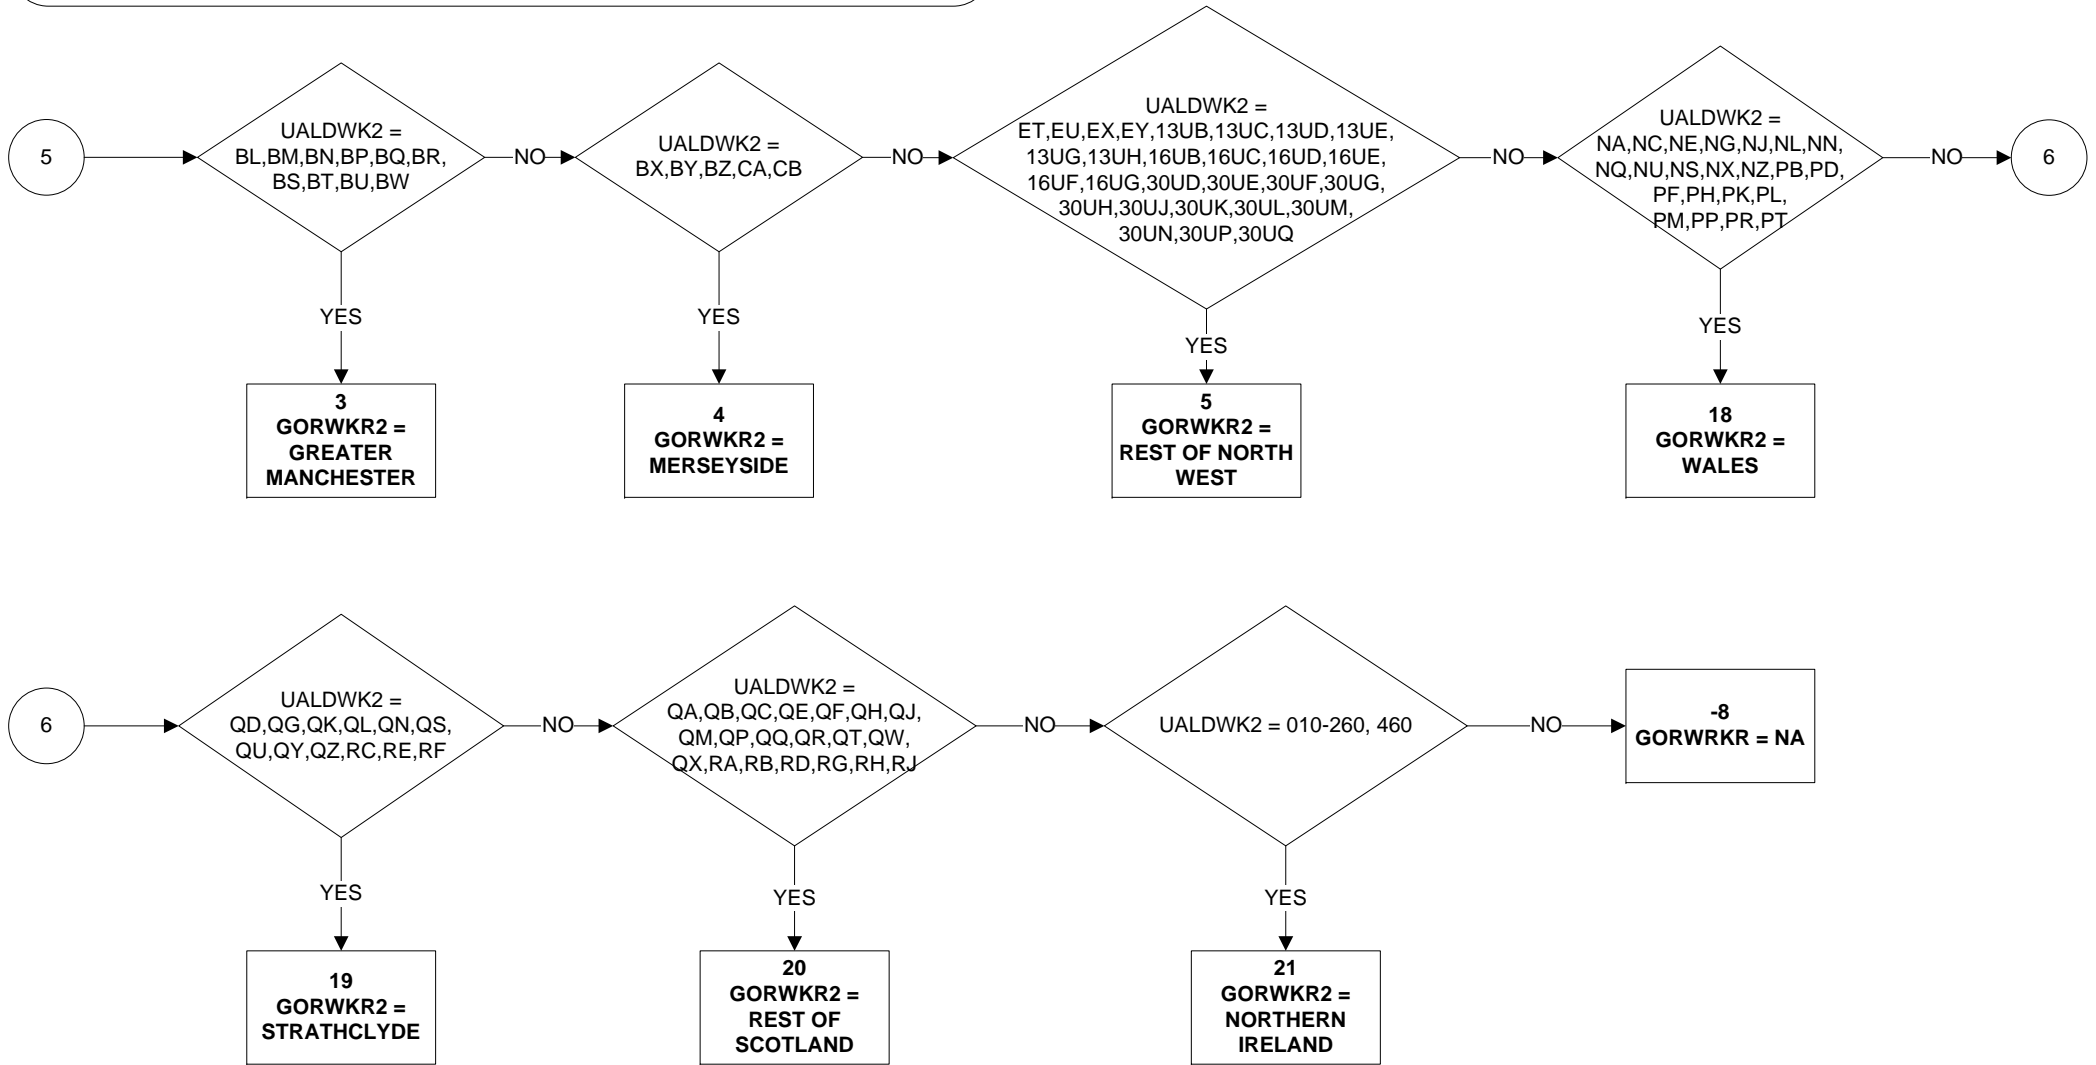 5
UALDWK2 =
BL,BM,BN,BP,BQ,BR,
BS,BT,BU,BW
NO
UALDWK2 =
BX,BY,BZ,CA,CB
NO
UALDWK2 =
ET,EU,EX,EY,13UB,13UC,13UD,13UE,
13UG,13UH,16UB,16UC,16UD,16UE,
16UF,16UG,30UD,30UE,30UF,30UG,
30UH,30UJ,30UK,30UL,30UM,
30UN,30UP,30UQ
NO
UALDWK2 =
NA,NC,NE,NG,NJ,NL,NN,
NQ,NU,NS,NX,NZ,PB,PD,
PF,PH,PK,PL,
PM,PP,PR,PT
NO
6
YES
YES
YES
YES
3
GORWKR2 =
GREATER
MANCHESTER
4
GORWKR2 =
MERSEYSIDE
5
GORWKR2 =
REST OF NORTH
WEST
18
GORWKR2 =
WALES
6
UALDWK2 =
QD,QG,QK,QL,QN,QS,
QU,QY,QZ,RC,RE,RF
NO
UALDWK2 =
QA,QB,QC,QE,QF,QH,QJ,
QM,QP,QQ,QR,QT,QW,
QX,RA,RB,RD,RG,RH,RJ
NO
UALDWK2 = 010-260, 460
NO
-8
GORWRKR = NA
YES
YES
YES
19
GORWKR2 =
STRATHCLYDE
20
GORWKR2 =
REST OF
SCOTLAND
21
GORWKR2 =
NORTHERN
IRELAND